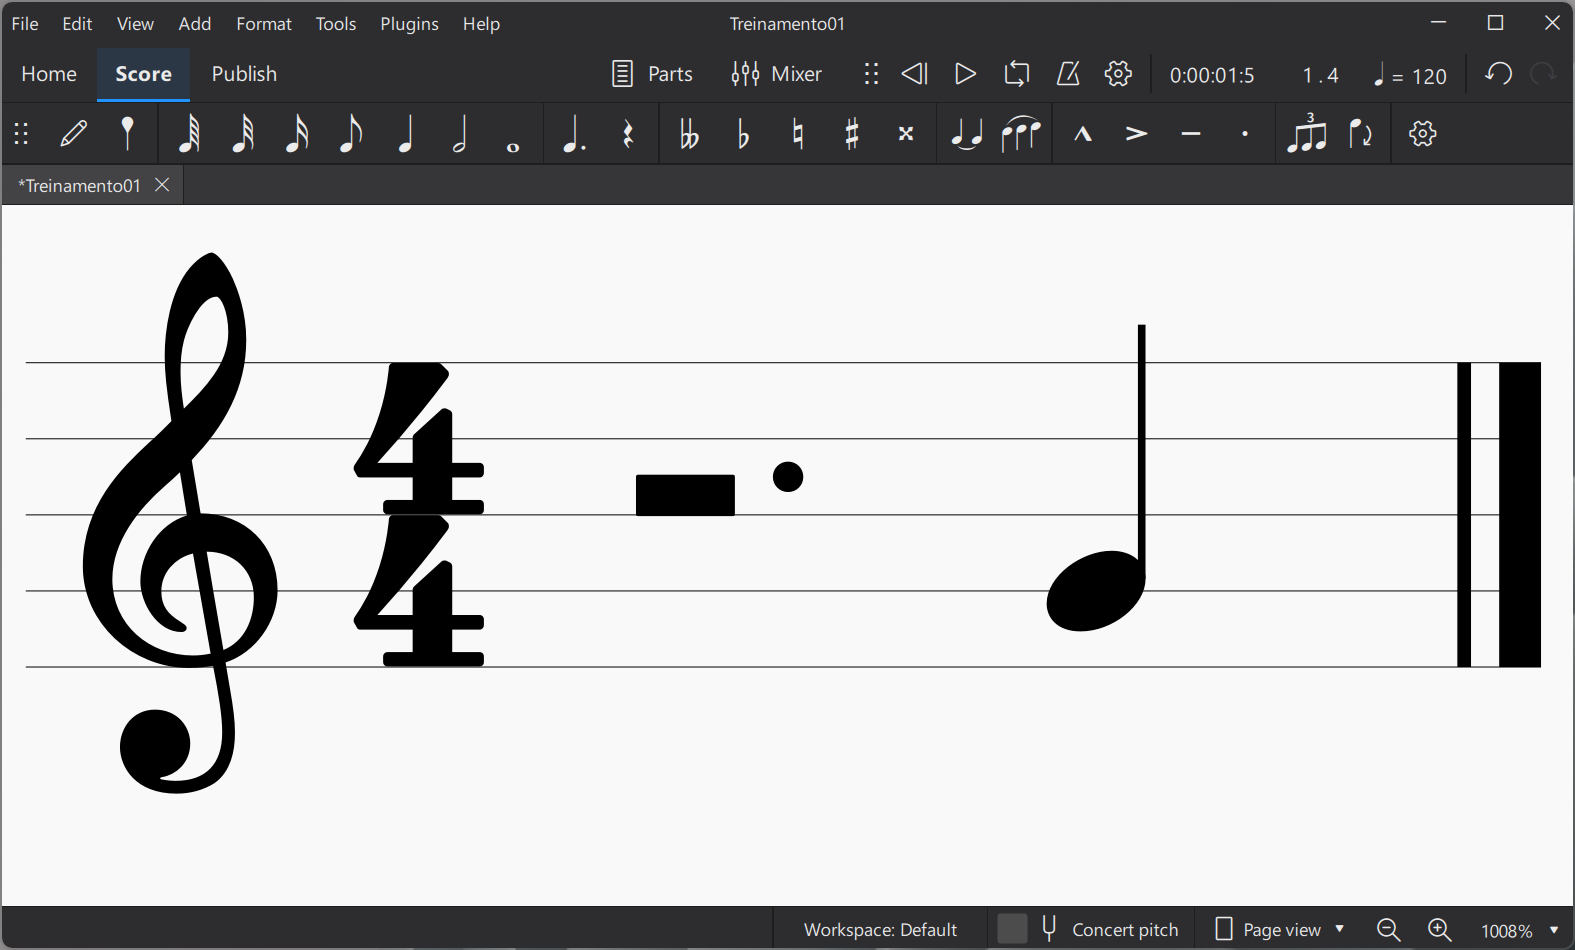 File Edit View Add Format Tools Plugins Help Treinamento01
Home Score Publish Parts Mixer 0:00:01:5 1 . 4 = 120
3
*Treinamento01
4
4
Workspace: Default Concert pitch Page view 1008%